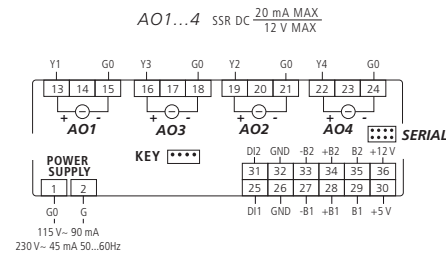 AO1...4 SSR DC 20 mA MAX
12 V MAX
Y1 G0 Y3 G0 Y2 G0 Y4 G0
13 14 15 16 17 18 19 20 21 22 23 24
+ - + - + - + -
AO1 AO3 AO2 AO4
SERIAL
KEY
DI2 GND -B2 +B2 B2 +12 V
POWER
SUPPLY
31 32 33 34 35 36
1 2 25 26 27 28 29 30
G0 G DI1 GND -B1 +B1 B1 +5 V
115 V~ 90 mA
230 V~ 45 mA 50...60Hz